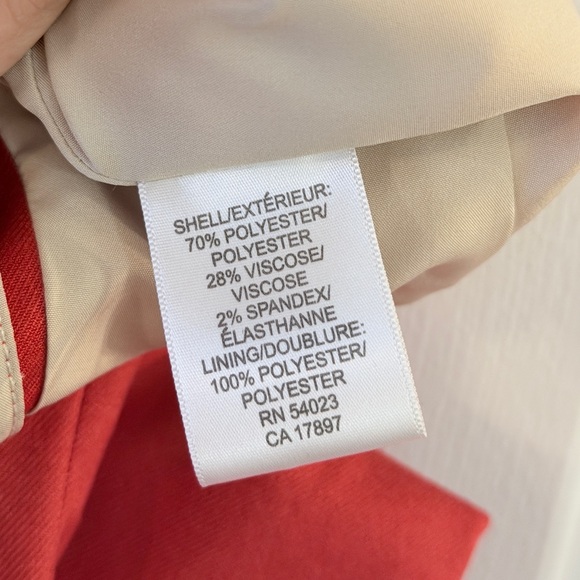 SHELL/EXTÉRIEUR:
70% POLYESTER/
POLYESTER
28% VISCOSE/
VISCOSE
2% SPANDEX/
ÉLASTHANNE
LINING/DOUBLURE:
100% POLYESTER/
POLYESTER
RN 54023
CA 17897